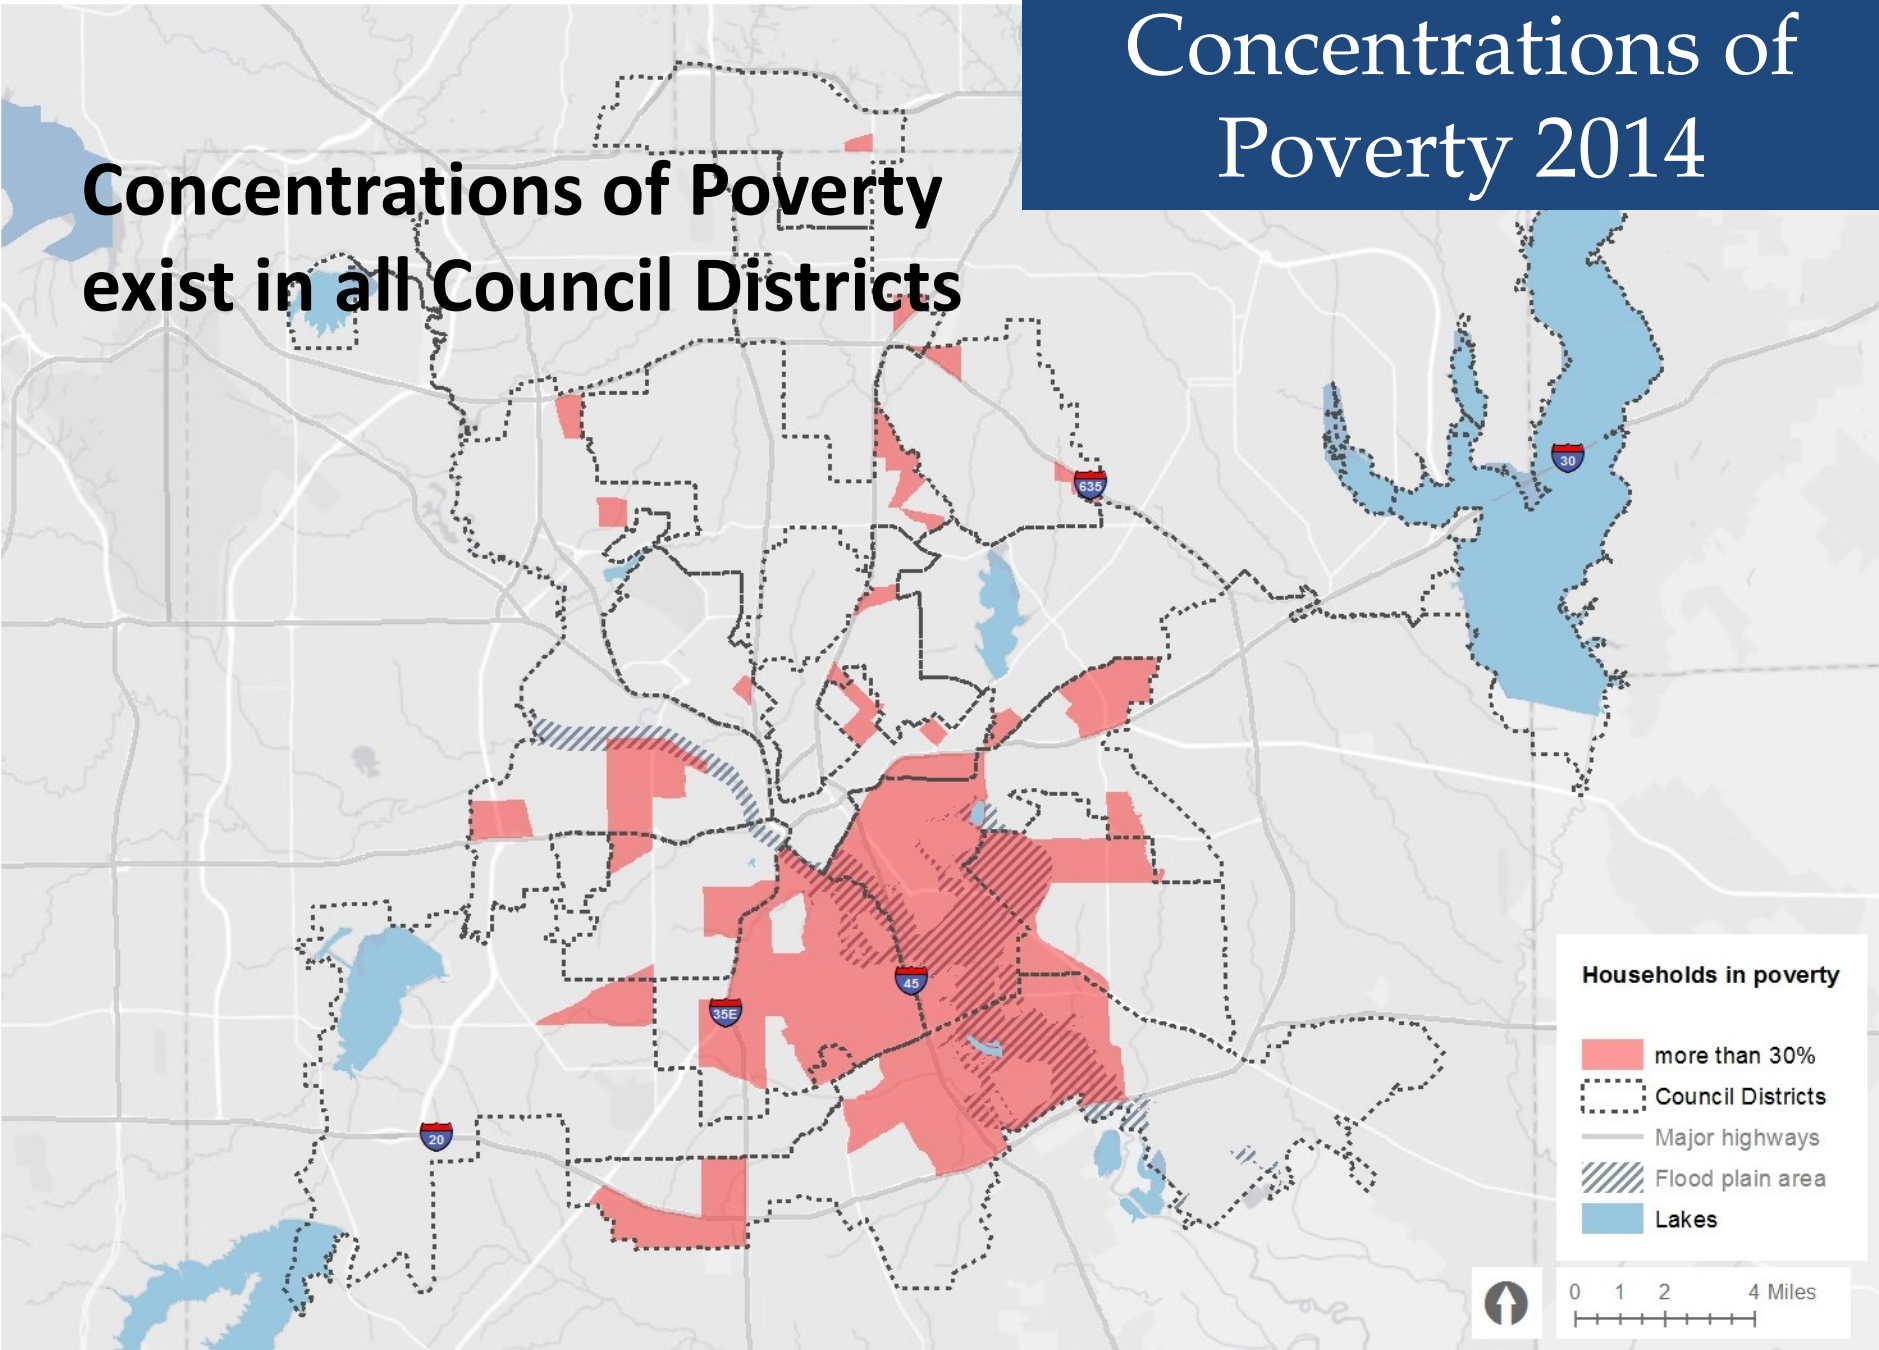 Concentrations of
Poverty 2014
Concentrations of Poverty
exist in all Council Districts
30
635
45
35E
20
Households in poverty
more than 30%
Council Districts
Major highways
Flood plain area
Lakes
0 1 2 4 Miles